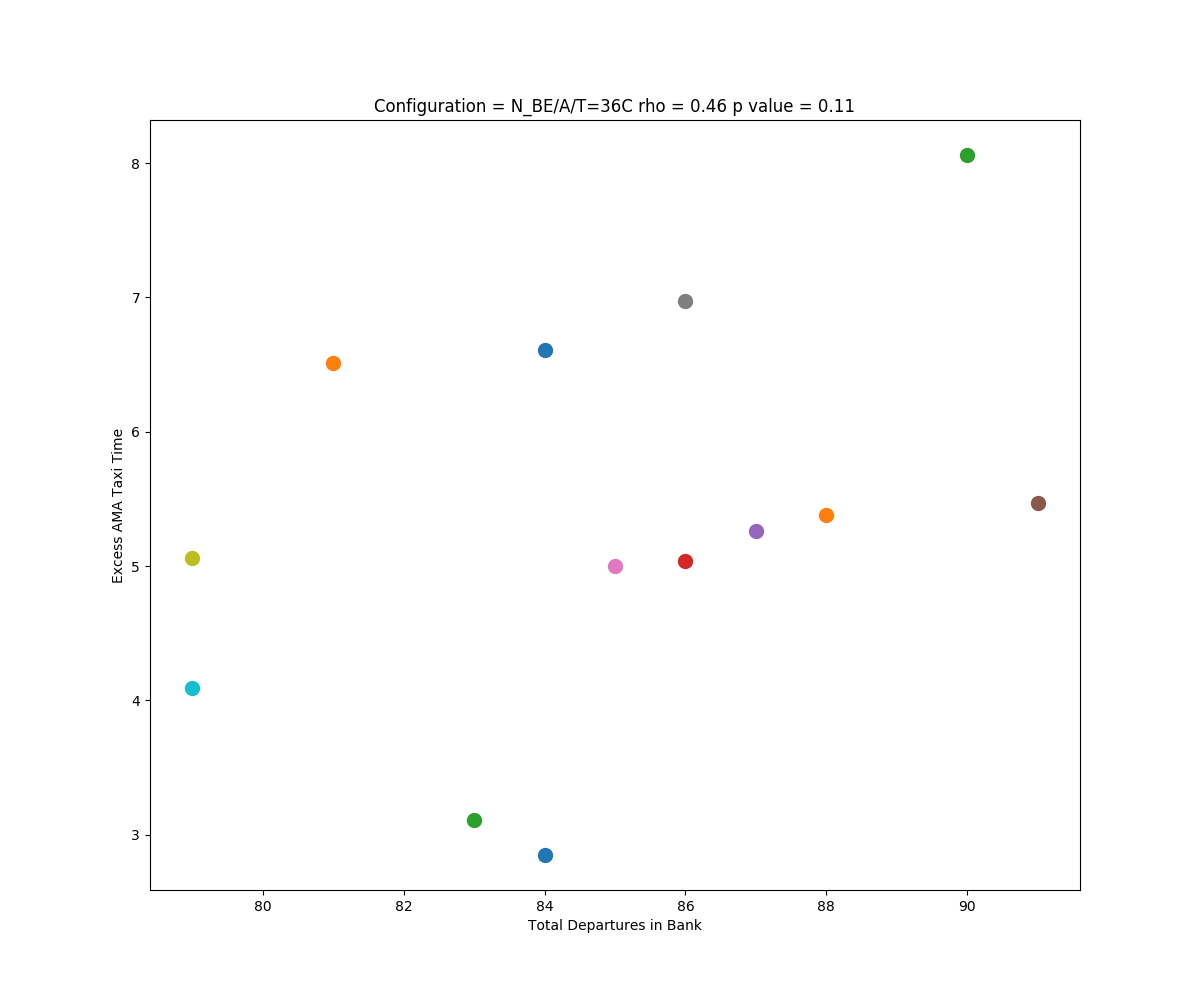 Configuration = N_BE/A/T=36C rho = 0.46 p value = 0.11
8
7
6
5
4
3
Excess AMA Taxi Time
80 82 84 86 88 90
Total Departures in Bank